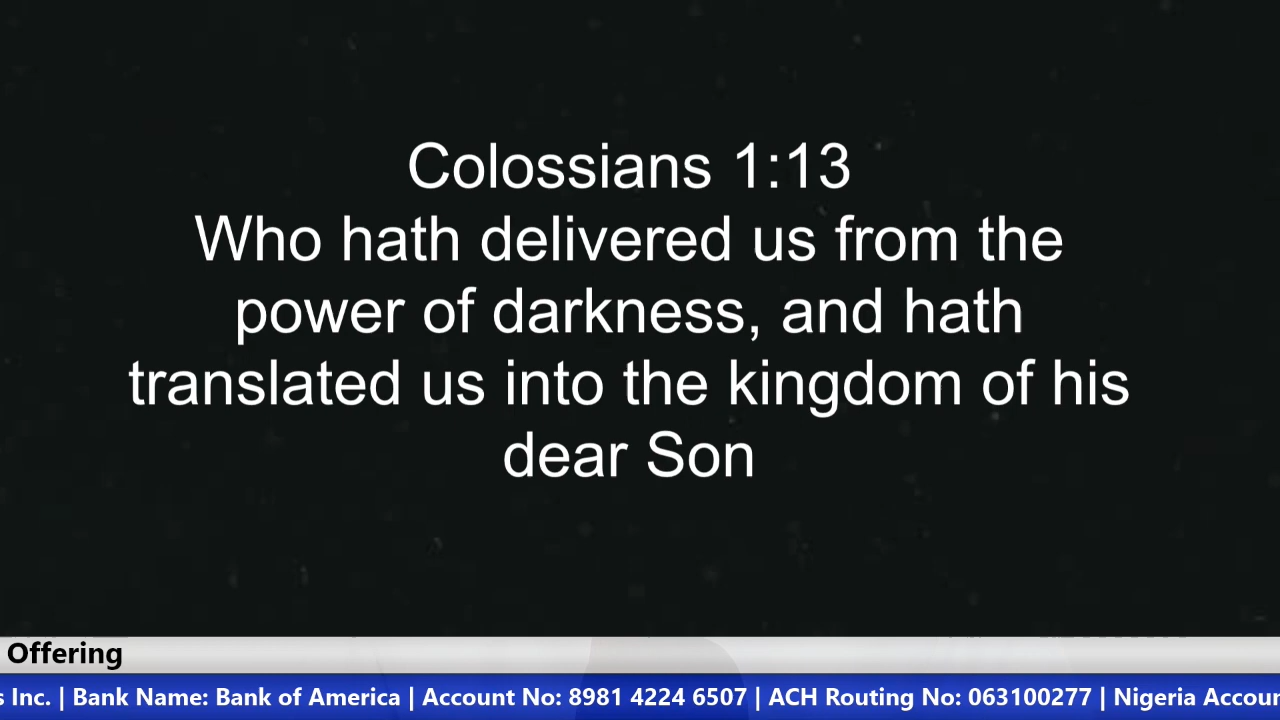 Colossians 1:13
Who hath delivered us from the
power of darkness, and hath
translated us into the kingdom of his
dear Son
Offering
s Inc. | Bank Name: Bank of America | Account No: 8981 4224 6507 | ACH Routing No: 063100277 | Nigeria Accoun